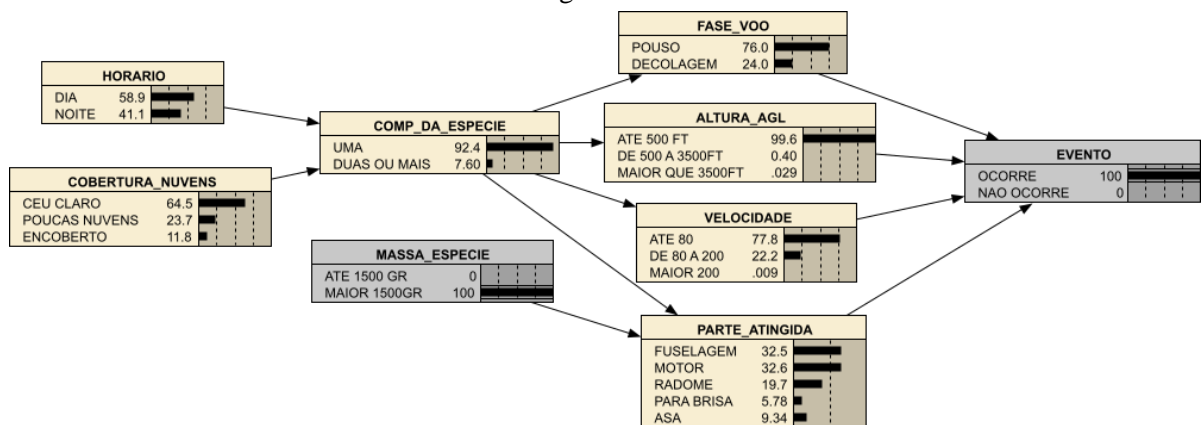 FASE_VOO
POUSO 76.0
DECOLAGEM 24.0
HORARIO
DIA 58.9
NOITE 41.1
COMP_DA_ESPECIE
UMA 92.4
DUAS OU MAIS 7.60
ALTURA_AGL
ATE 500 FT 99.6
DE 500 A 3500FT 0.40
MAIOR QUE 3500FT .029
EVENTO
OCORRE 100
NAO OCORRE 0
COBERTURA_NUVENS
CEU CLARO 64.5
POUCAS NUVENS 23.7
ENCOBERTO 11.8
VELOCIDADE
ATE 80 77.8
DE 80 A 200 22.2
MAIOR 200 .009
MASSA_ESPECIE
ATE 1500 GR 0
MAIOR 1500GR 100
PARTE_ATINGIDA
FUSELAGEM 32.5
MOTOR 32.6
RADOME 19.7
PARA BRISA 5.78
ASA 9.34